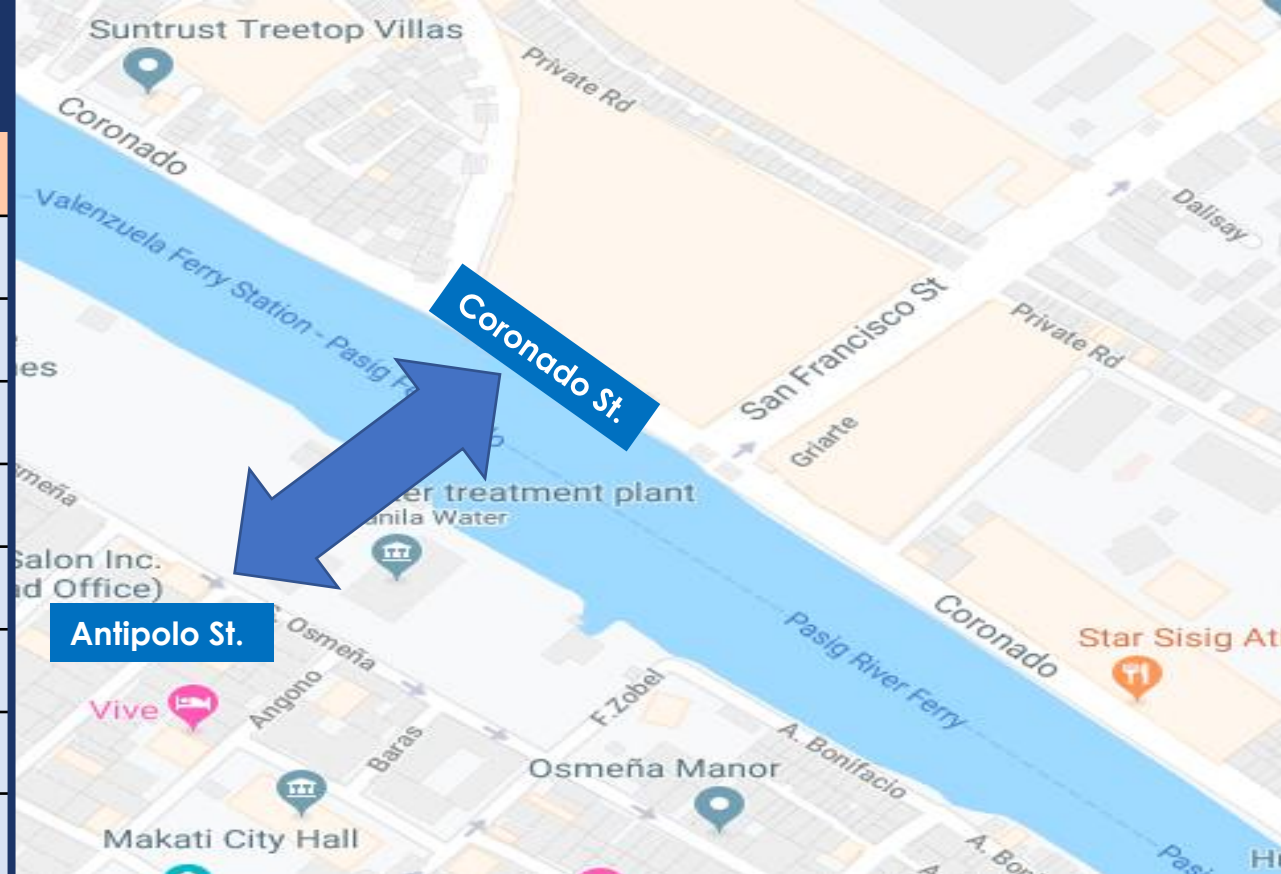 Suntrust Treetop Villas
Private Rd
Coronado
Dalisay
Valenzuela Ferry Station - Pasig
Coronado St.
San Francisco St
Private Rd
Griarte
treatment plant
Water
Salon Inc.
Office)
Antipolo St.
Osmeña
Coronado
Pasig River Ferry
Star Sisig
Vive
Angono
F.Zobel
Baras
A. Bonifacio
Osmeña Manor
Makati City Hall
A.